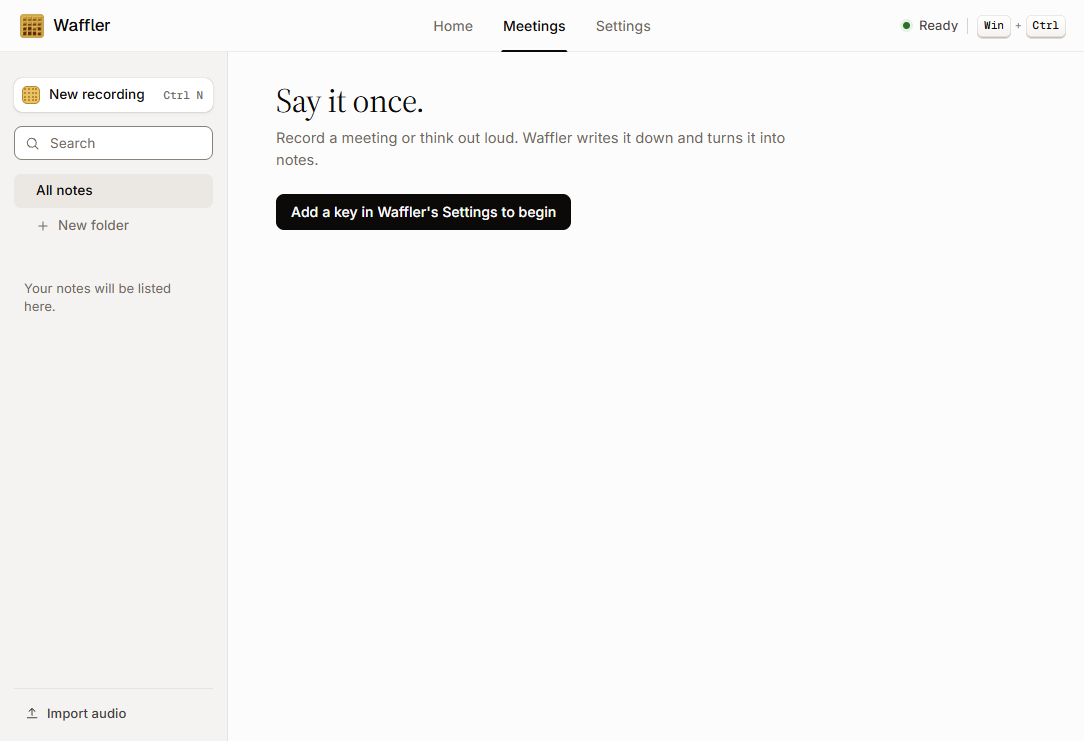 Waffler
Home
Meetings
Settings
Ready
Win + Ctrl
New recording Ctrl N
Search
All notes
+ New folder
Your notes will be listed
here.
Import audio
Say it once.
Record a meeting or think out loud. Waffler writes it down and turns it into
notes.
Add a key in Waffler's Settings to begin